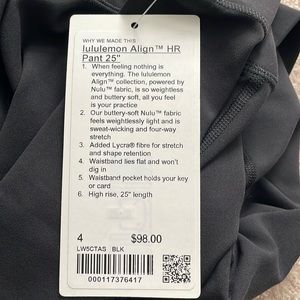 WHY WE MADE THIS
lululemon Align™ HR
Pant 25"
1. When feeling nothing is
everything. The lululemon
Align™ collection, powered by
Nulu™ fabric, is so weightless
and buttery soft, all you feel
is your practice
2. Our buttery-soft Nulu™ fabric
feels weightlessly light and is
sweat-wicking and four-way
stretch
3. Added Lycra® fibre for stretch
and shape retention
4. Waistband lies flat and won't
dig in
5. Waistband pocket holds your key
or card
6. High rise, 25" length
4 $98.00
LW5CTAS BLK
000117376417